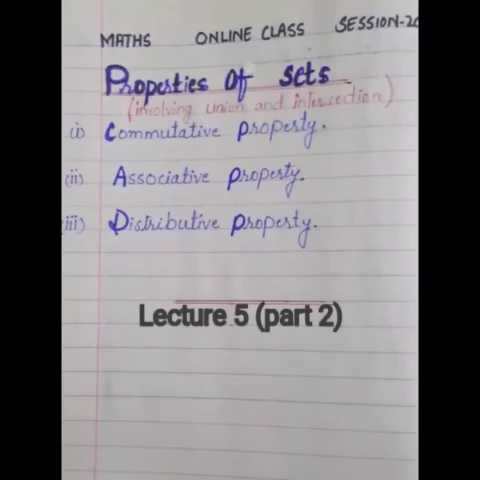 MATHS ONLINE CLASS SESSION-20
Properties Of sets
(involving union and intersection)
(i) Commutative property.
(ii) Associative property.
(iii) Distributive property.
Lecture 5 (part 2)